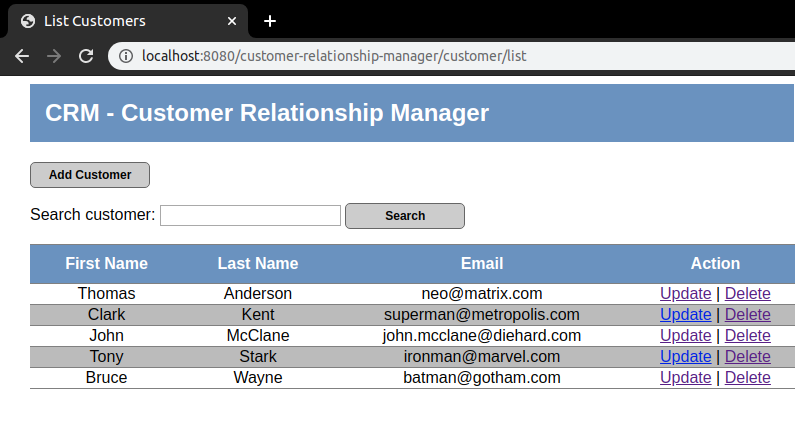 List Customers
localhost:8080/customer-relationship-manager/customer/list
CRM - Customer Relationship Manager
Add Customer
Search customer: Search
First Name Last Name Email Action
Thomas Anderson neo@matrix.com Update | Delete
Clark Kent superman@metropolis.com Update | Delete
John McClane john.mcclane@diehard.com Update | Delete
Tony Stark ironman@marvel.com Update | Delete
Bruce Wayne batman@gotham.com Update | Delete